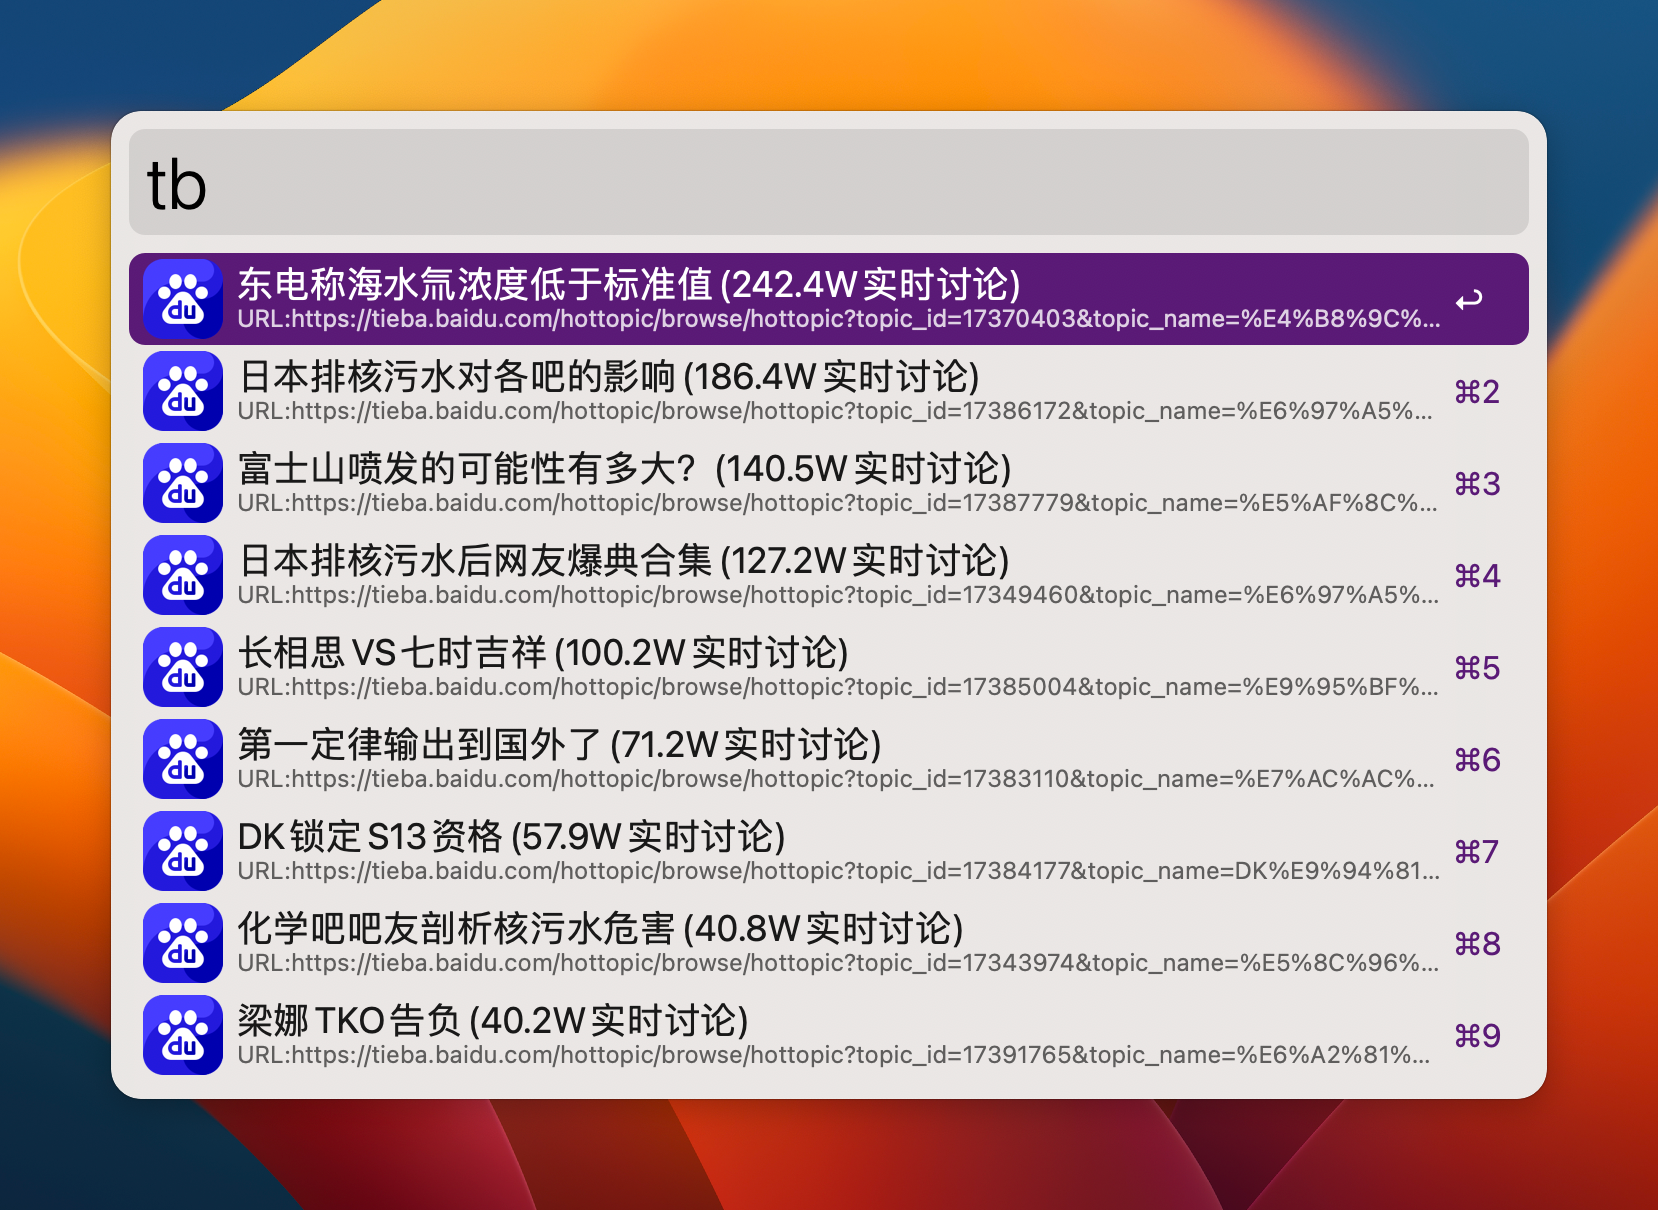 tb
东电称海水氚浓度低于标准值 (242.4W 实时讨论)
URL:https://tieba.baidu.com/hottopic/browse/hottopic?topic_id=17370403&topic_name=%E4%B8%9C%...
du
日本排核污水对各吧的影响 (186.4W 实时讨论)
URL:https://tieba.baidu.com/hottopic/browse/hottopic?topic_id=17386172&topic_name=%E6%97%A5%...
⌘2
du
富士山喷发的可能性有多大？(140.5W 实时讨论)
URL:https://tieba.baidu.com/hottopic/browse/hottopic?topic_id=17387779&topic_name=%E5%AF%8C%...
⌘3
du
日本排核污水后网友爆典合集 (127.2W 实时讨论)
URL:https://tieba.baidu.com/hottopic/browse/hottopic?topic_id=17349460&topic_name=%E6%97%A5%...
⌘4
du
长相思 VS 七时吉祥 (100.2W 实时讨论)
URL:https://tieba.baidu.com/hottopic/browse/hottopic?topic_id=17385004&topic_name=%E9%95%BF%...
⌘5
du
第一定律输出到国外了 (71.2W 实时讨论)
URL:https://tieba.baidu.com/hottopic/browse/hottopic?topic_id=17383110&topic_name=%E7%AC%AC%...
⌘6
du
DK 锁定 S13 资格 (57.9W 实时讨论)
URL:https://tieba.baidu.com/hottopic/browse/hottopic?topic_id=17384177&topic_name=DK%E9%94%81...
⌘7
du
化学吧吧友剖析核污水危害 (40.8W 实时讨论)
URL:https://tieba.baidu.com/hottopic/browse/hottopic?topic_id=17343974&topic_name=%E5%8C%96%...
⌘8
du
梁娜 TKO 告负 (40.2W 实时讨论)
URL:https://tieba.baidu.com/hottopic/browse/hottopic?topic_id=17391765&topic_name=%E6%A2%81%...
⌘9
du